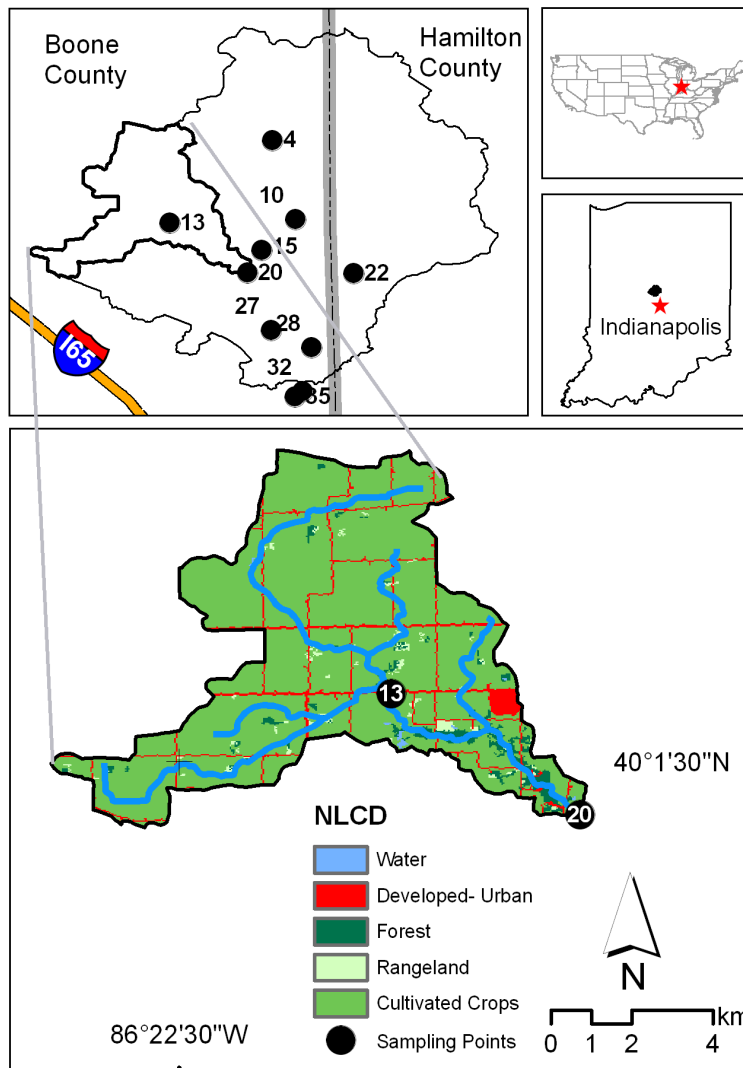 Boone
County
Hamilton
County
4
10
13
15
20
22
27
28
32
35
I65
Indianapolis
13
20
40°1'30"N
NLCD
Water
Developed- Urban
Forest
Rangeland
Cultivated Crops
Sampling Points
N
86°22'30"W
km
0 1 2 4